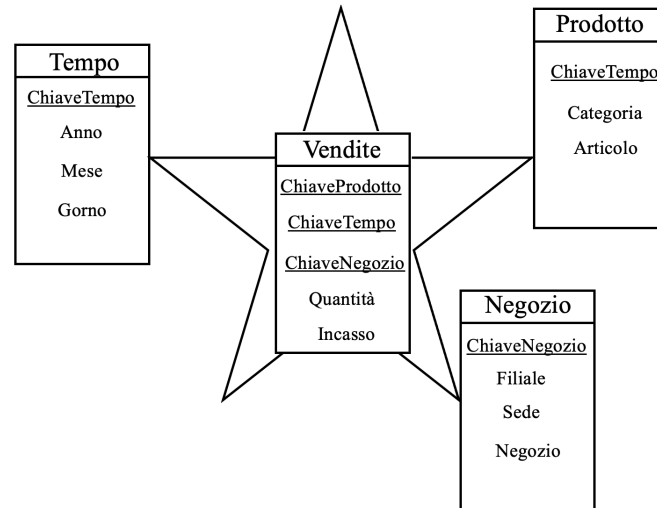 Tempo
ChiaveTempo
Anno
Mese
Gorno
Vendite
ChiaveProdotto
ChiaveTempo
ChiaveNegozio
Quantità
Incasso
Prodotto
ChiaveTempo
Categoria
Articolo
Negozio
ChiaveNegozio
Filiale
Sede
Negozio